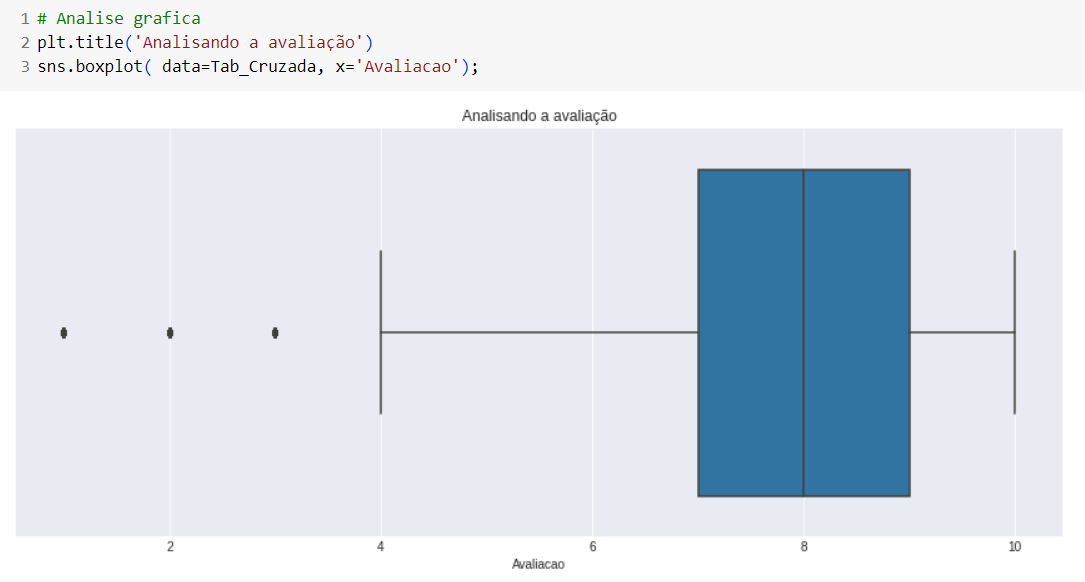 1 # Analise grafica
2 plt.title('Analisando a avaliação')
3 sns.boxplot( data=Tab_Cruzada, x='Avaliacao');
Analisando a avaliação
2 4 6 8 10
Avaliacao